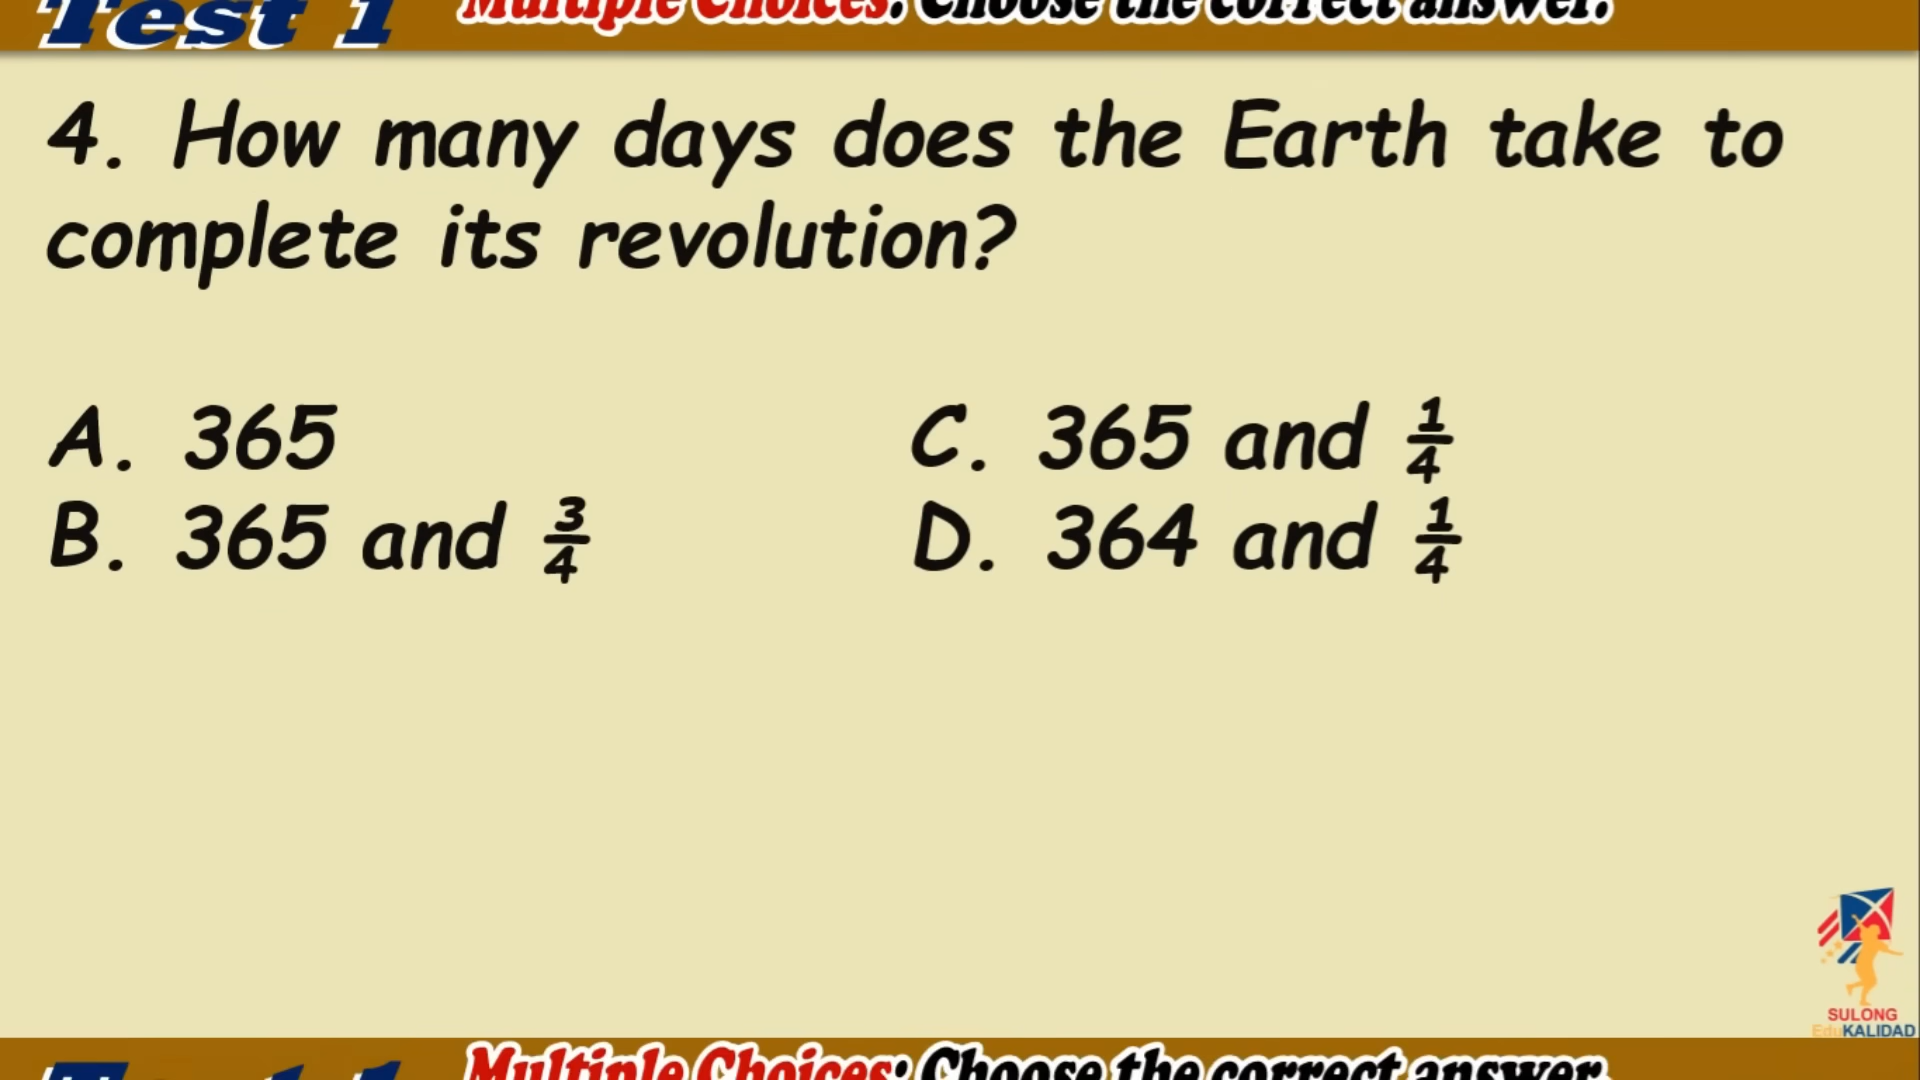 Test 1 Multiple Choices: Choose the correct answer.
4. How many days does the Earth take to
complete its revolution?
A. 365
B. 365 and ¾
C. 365 and ¼
D. 364 and ¼
SULONG
EduKALIDAD
Test 1 Multiple Choices: Choose the correct answer.